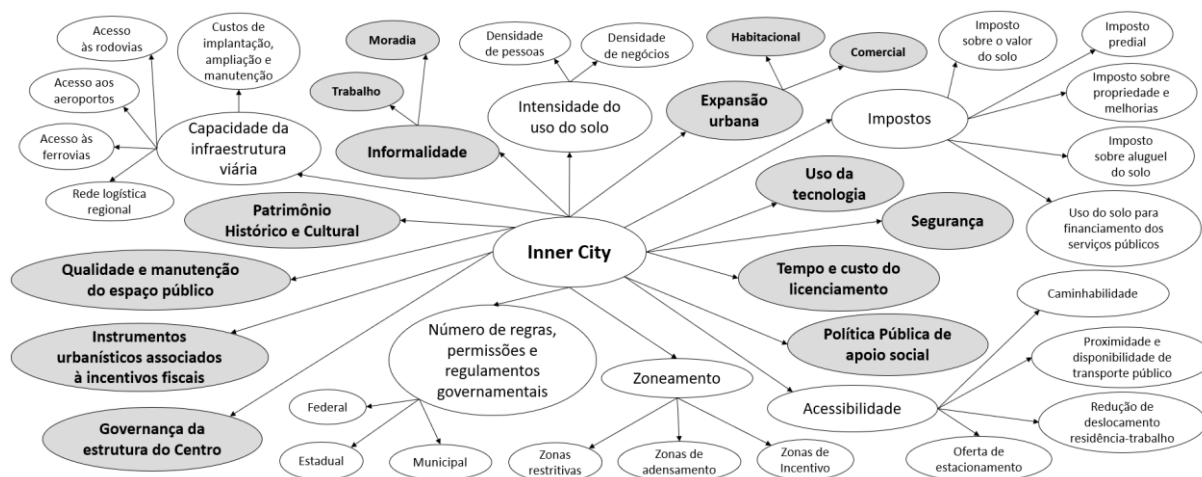 Acesso
às rodovias
Custos de
implantação,
ampliação e
manutenção
Acesso aos
aeroportos
Acesso às
ferrovias
Rede logística
regional
Capacidade da
infraestrutura
viária
Moradia
Trabalho
Informalidade
Densidade
de pessoas
Densidade
de negócios
Intensidade do
uso do solo
Habitacional
Comercial
Expansão
urbana
Imposto
sobre o valor
do solo
Imposto
predial
Imposto sobre
propriedade e
melhorias
Imposto
sobre aluguel
do solo
Uso do solo para
financiamento dos
serviços públicos
Impostos
Patrimônio
Histórico e Cultural
Qualidade e manutenção
do espaço público
Instrumentos
urbanísticos associados
à incentivos fiscais
Governança da
estrutura do Centro
Inner City
Uso da
tecnologia
Segurança
Tempo e custo do
licenciamento
Política Pública de
apoio social
Número de regras,
permissões e
regulamentos
governamentais
Federal
Estadual
Municipal
Zoneamento
Zonas
restritivas
Zonas de
adensamento
Zonas de
Incentivo
Acessibilidade
Caminhabilidade
Proximidade e
disponibilidade de
transporte público
Redução de
deslocamento
residência-trabalho
Oferta de
estacionamento